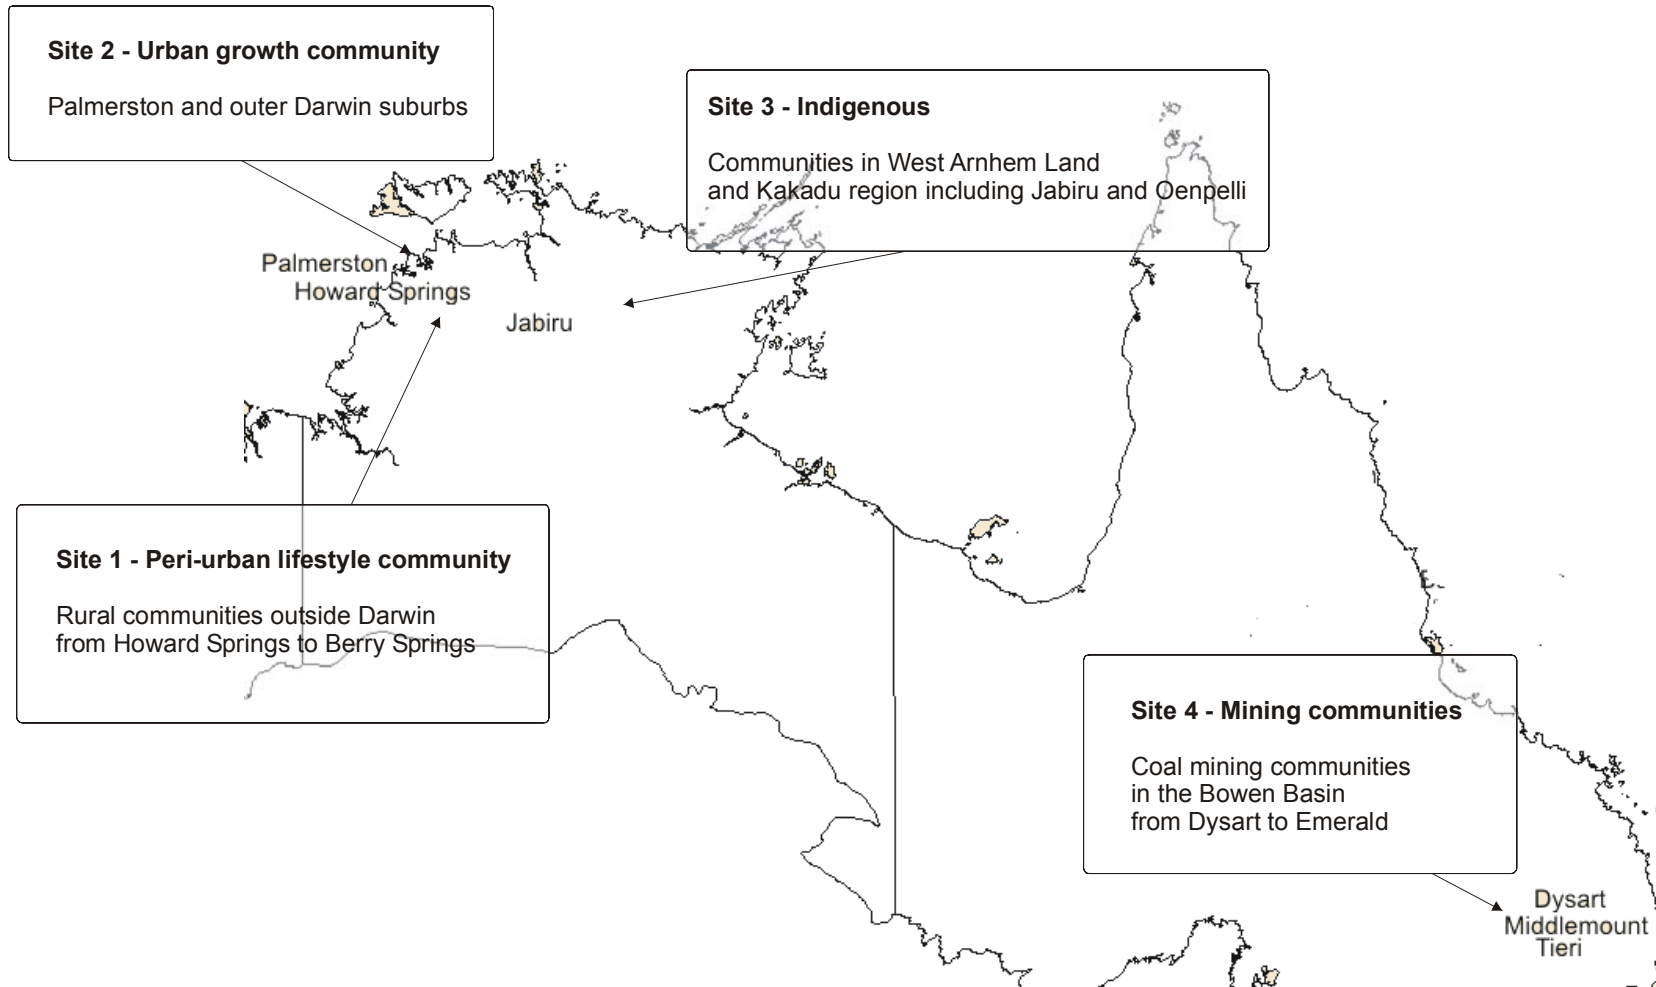 Site 2 - Urban growth community
Palmerston and outer Darwin suburbs
Site 3 - Indigenous
Communities in West Arnhem Land
and Kakadu region including Jabiru and Oenpelli
Palmerston
Howard Springs
Jabiru
Site 1 - Peri-urban lifestyle community
Rural communities outside Darwin
from Howard Springs to Berry Springs
Site 4 - Mining communities
Coal mining communities
in the Bowen Basin
from Dysart to Emerald
Dysart
Middlemount
Tieri